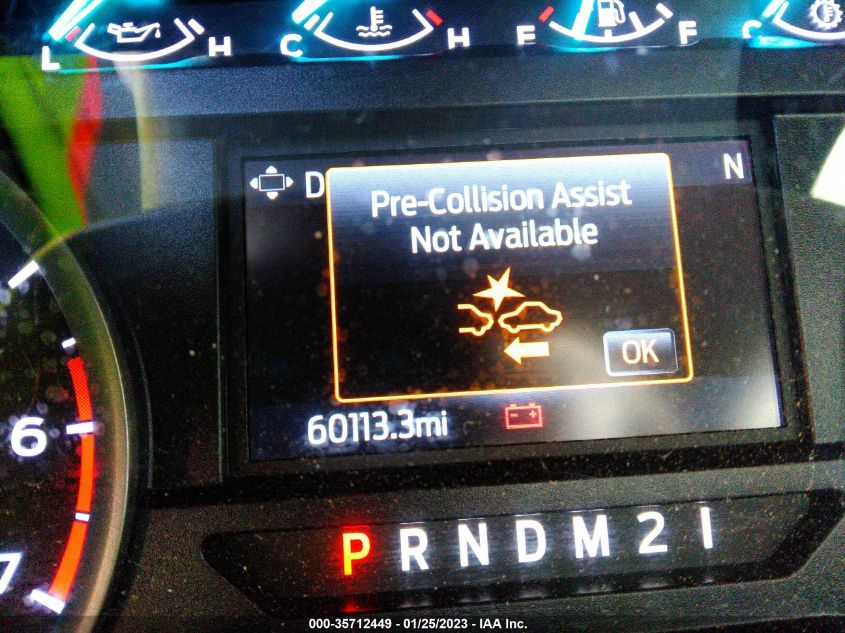 L H C H E F C
D N
Pre-Collision Assist
Not Available
OK
60113.3mi
6
7
P R N D M 2 1
000-35712449 - 01/25/2023 - IAA Inc.